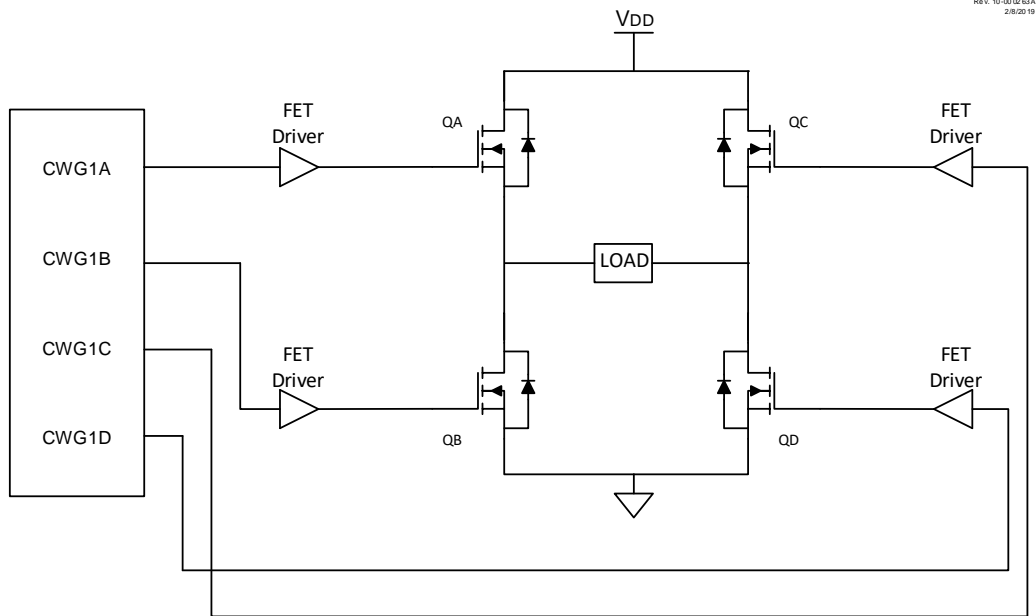 Rev. 10-000263A
2/8/2019
VDD
FET
Driver
QA
QC
FET
Driver
CWG1A
CWG1B
LOAD
CWG1C
FET
Driver
FET
Driver
CWG1D
QB
QD